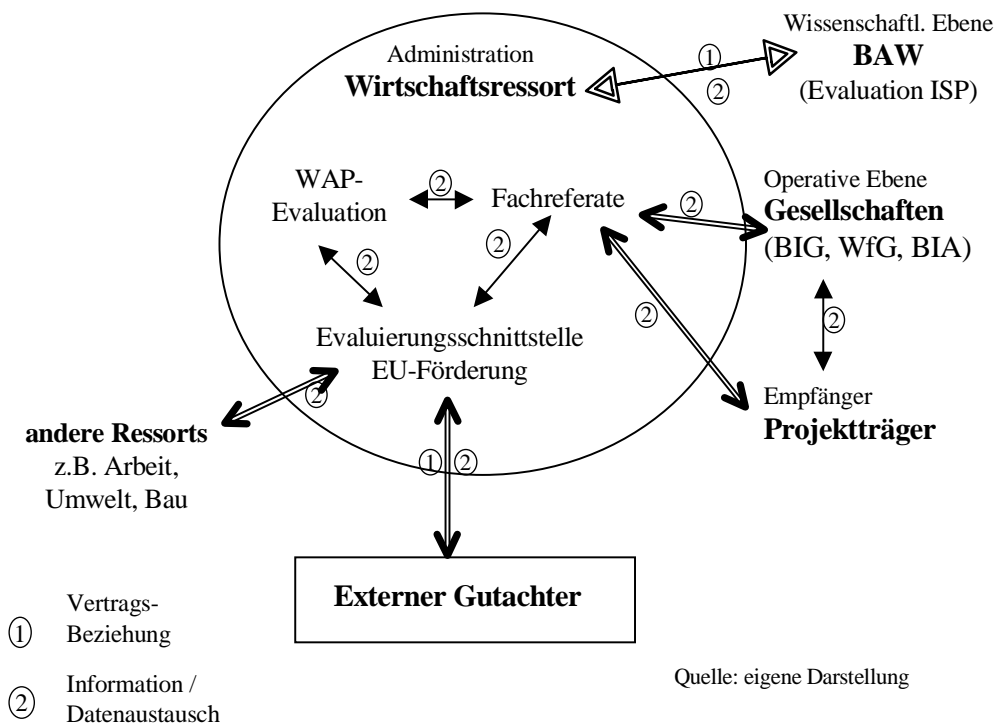 Wissenschaftl. Ebene
BAW
(Evaluation ISP)
Administration
Wirtschaftsressort
①
②
WAP-
Evaluation
②
Fachreferate
②
Operative Ebene
Gesellschaften
(BIG, WfG, BIA)
②
②
②
②
Evaluierungsschnittstelle
EU-Förderung
②
Empfänger
Projektträger
andere Ressorts
z.B. Arbeit,
Umwelt, Bau
① ②
Externer Gutachter
① Vertrags-
Beziehung
② Information /
Datenaustausch
Quelle: eigene Darstellung